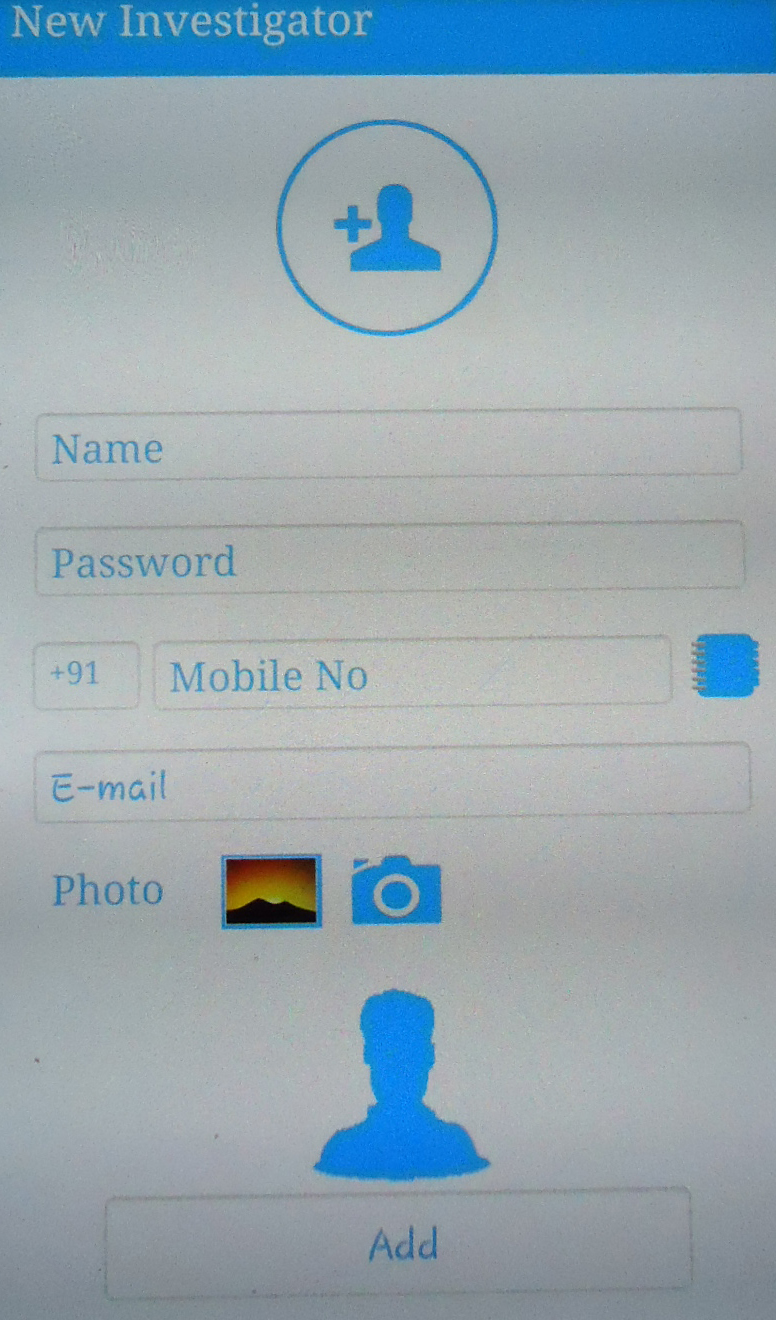 New Investigator
Name
Password
+91 Mobile No
E-mail
Photo
Add